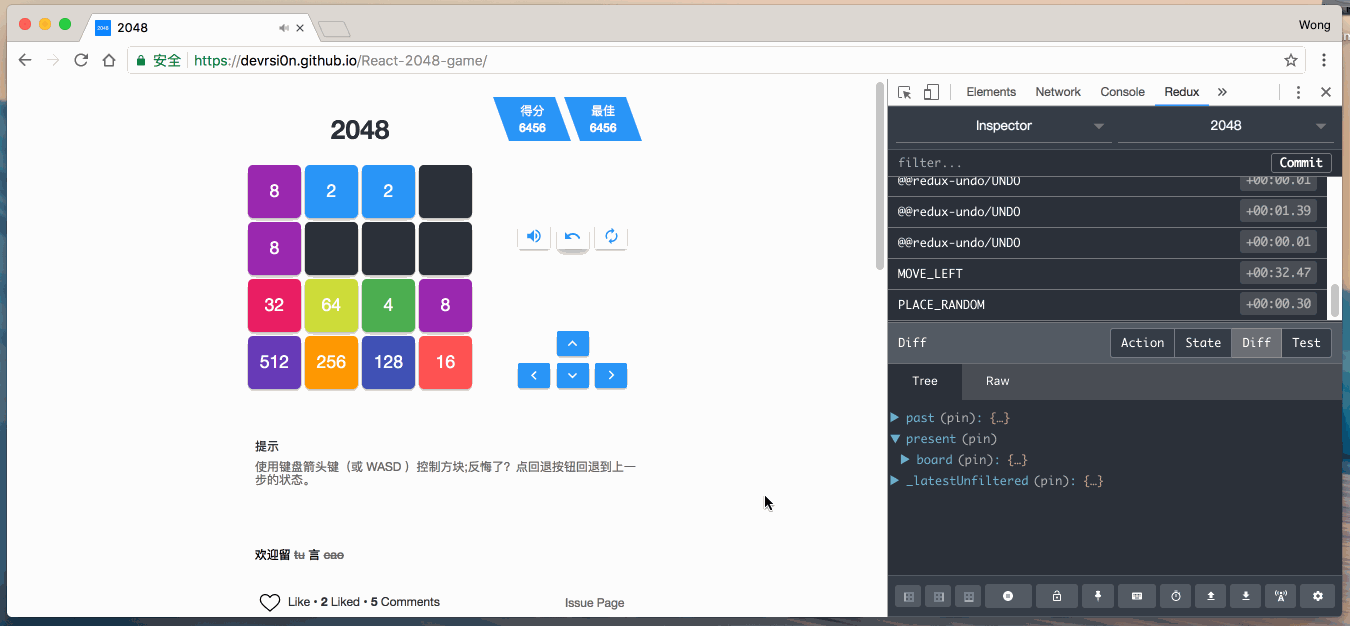 2048
Wong
安全 https://devrsi0n.github.io/React-2048-game/
2048
得分
6456
最佳
6456
8 2 2
8
32 64 4 8
512 256 128 16
提示
使用键盘箭头键（或 WASD ）控制方块;反悔了？点回退按钮回退到上一
步的状态。
欢迎留 tu 言 cao
Like • 2 Liked • 5 Comments
Issue Page
Elements Network Console Redux »
Inspector 2048
filter... Commit
@@redux-undo/UNDO +00:00.01
@@redux-undo/UNDO +00:01.39
@@redux-undo/UNDO +00:00.01
MOVE_LEFT +00:32.47
PLACE_RANDOM +00:00.30
Diff Action State Diff Test
Tree Raw
past (pin): {…}
present (pin)
board (pin): {…}
_latestUnfiltered (pin): {…}